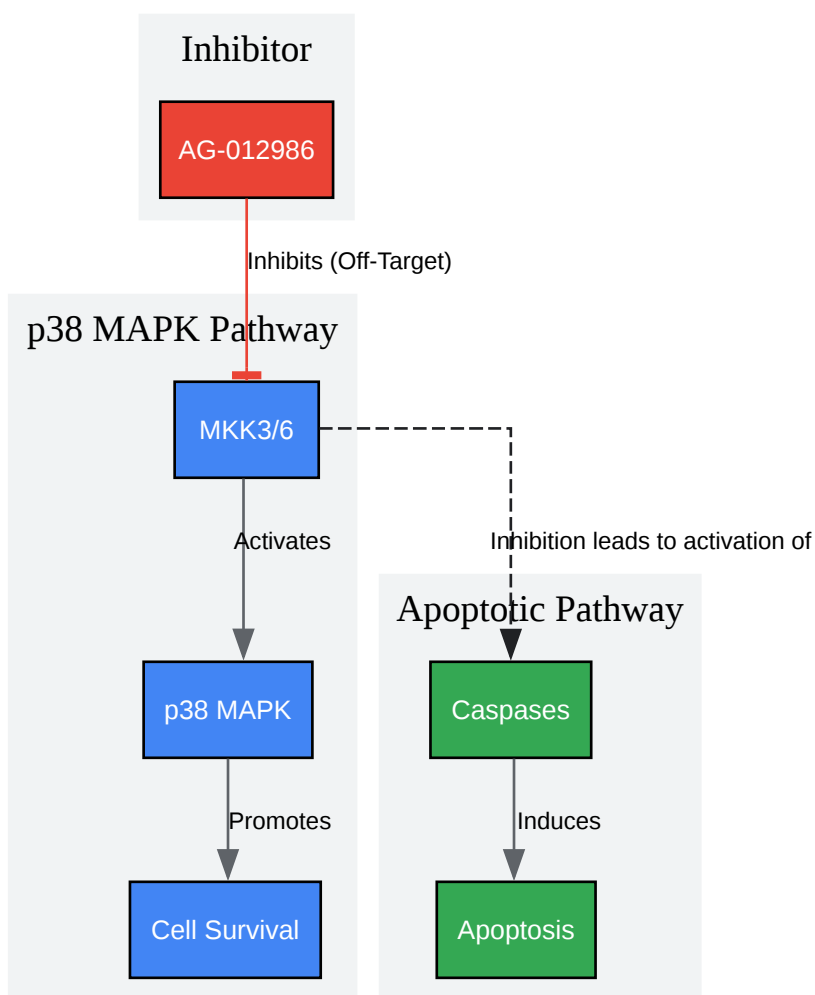 Inhibitor
AG-012986
Inhibits (Off-Target)
p38 MAPK Pathway
MKK3/6
Activates
Inhibition leads to activation of
Apoptotic Pathway
p38 MAPK
Caspases
Promotes
Induces
Cell Survival
Apoptosis